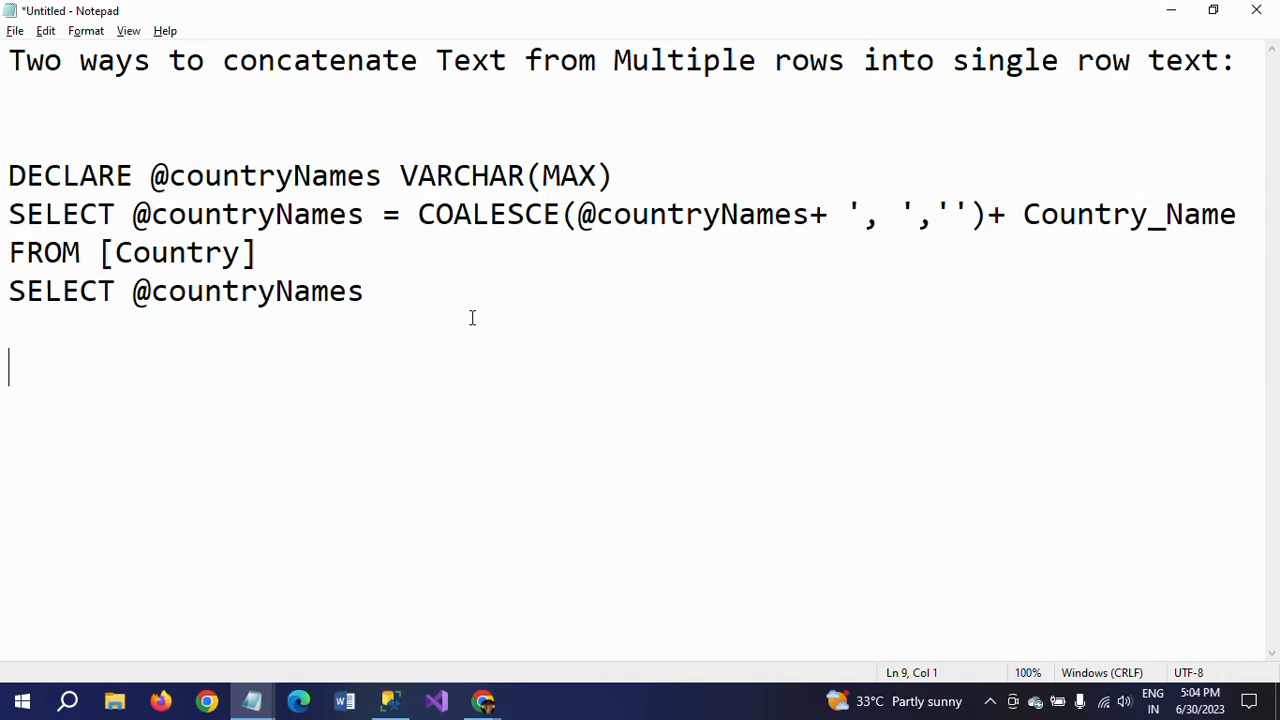 *Untitled - Notepad
File Edit Format View Help
Two ways to concatenate Text from Multiple rows into single row text:
DECLARE @countryNames VARCHAR(MAX)
SELECT @countryNames = COALESCE(@countryNames+ ', ','')+ Country_Name
FROM [Country]
SELECT @countryNames
Ln 9, Col 1 100% Windows (CRLF) UTF-8
33°C Partly sunny ENG IN 5:04 PM 6/30/2023